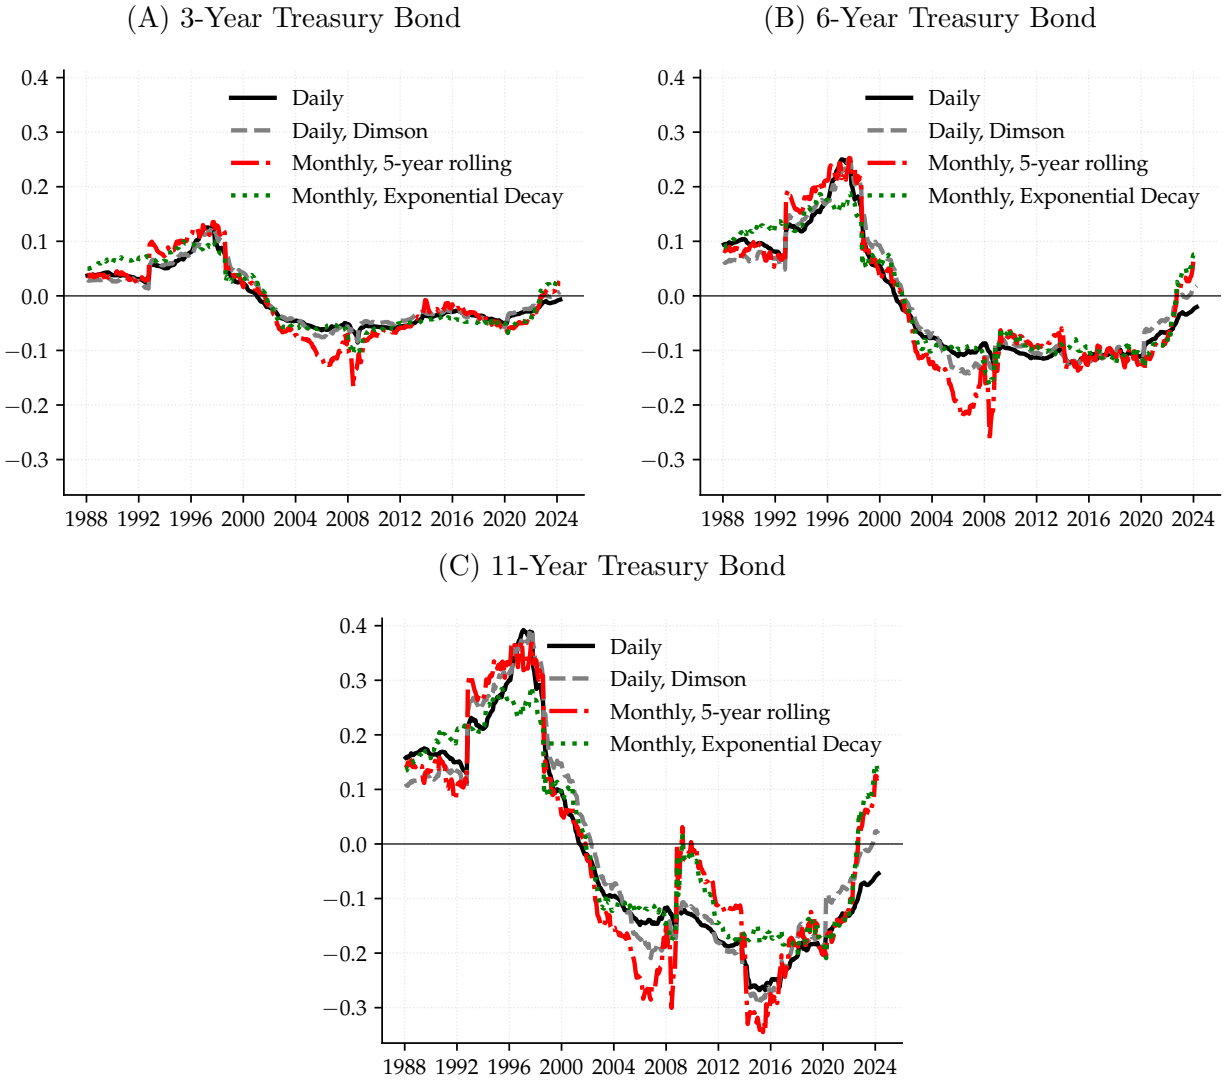 (A) 3-Year Treasury Bond
0.4
0.3
0.2
0.1
0.0
−0.1
−0.2
−0.3
Daily
Daily, Dimson
Monthly, 5-year rolling
Monthly, Exponential Decay
1988 1992 1996 2000 2004 2008 2012 2016 2020 2024
(B) 6-Year Treasury Bond
0.4
0.3
0.2
0.1
0.0
−0.1
−0.2
−0.3
Daily
Daily, Dimson
Monthly, 5-year rolling
Monthly, Exponential Decay
1988 1992 1996 2000 2004 2008 2012 2016 2020 2024
(C) 11-Year Treasury Bond
0.4
0.3
0.2
0.1
0.0
−0.1
−0.2
−0.3
Daily
Daily, Dimson
Monthly, 5-year rolling
Monthly, Exponential Decay
1988 1992 1996 2000 2004 2008 2012 2016 2020 2024